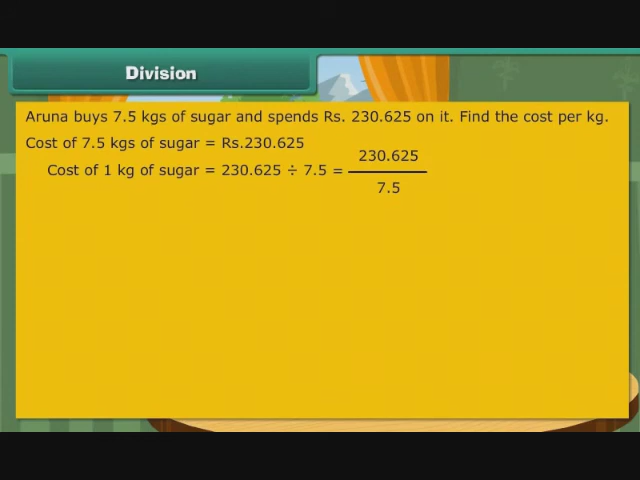 Division
Aruna buys 7.5 kgs of sugar and spends Rs. 230.625 on it. Find the cost per kg.
Cost of 7.5 kgs of sugar = Rs.230.625
Cost of 1 kg of sugar = 230.625 ÷ 7.5 = 230.625
7.5